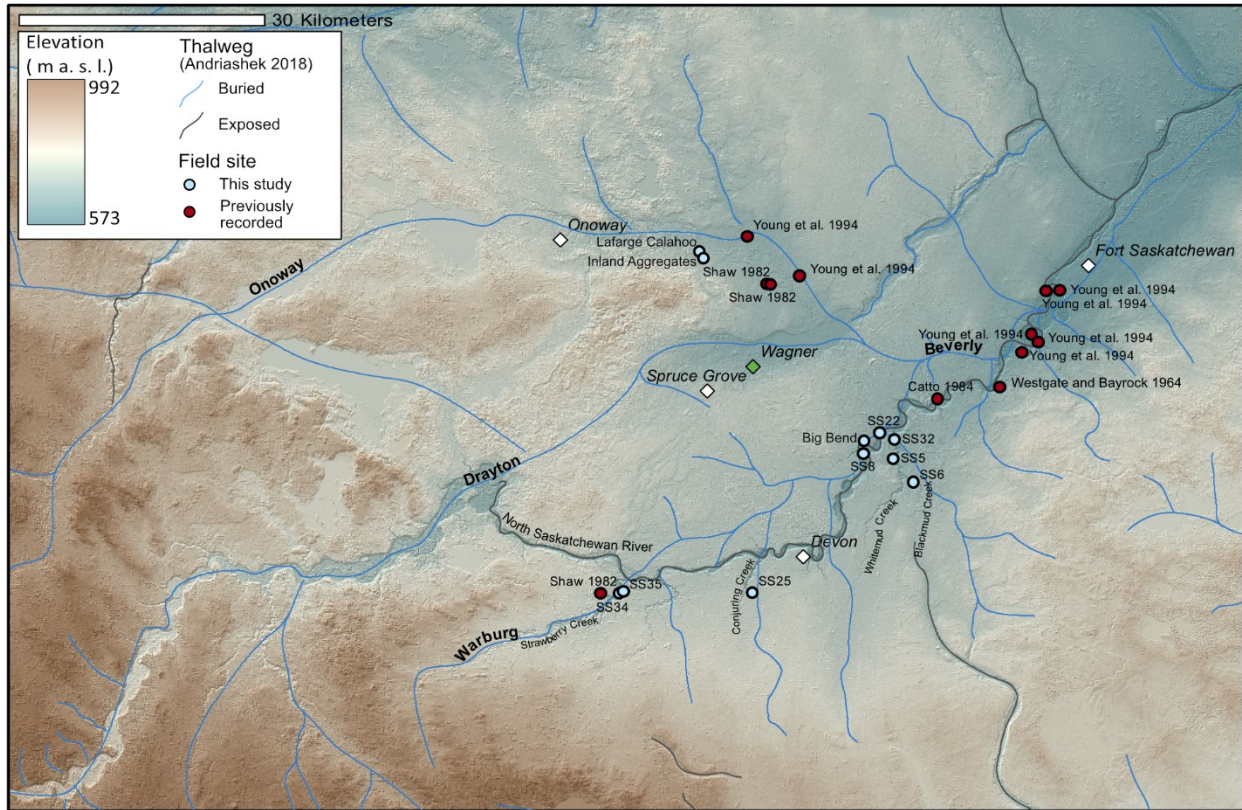 30 Kilometers
Elevation
( m a. s. l.)
992
573
Thalweg
(Andriashek 2018)
Buried
Exposed
Field site
This study
Previously
recorded
Onoway
Lafarge Calahoo
Inland Aggregates
Shaw 1982
Shaw 1982
Young et al. 1994
Young et al. 1994
Fort Saskatchewan
Onoway
Young et al. 1994
Young et al. 1994
Young et al. 1994
Young et al. 1994
Young et al. 1994
Beverly
Wagner
Spruce Grove
Catto 1984
Westgate and Bayrock 1964
SS22
Big Bend
SS32
SS8
SS5
SS6
Drayton
North Saskatchewan River
Whitemud Creek
Blackmud Creek
Devon
Conjuring Creek
SS25
Shaw 1982
SS35
SS34
Strawberry Creek
Warburg